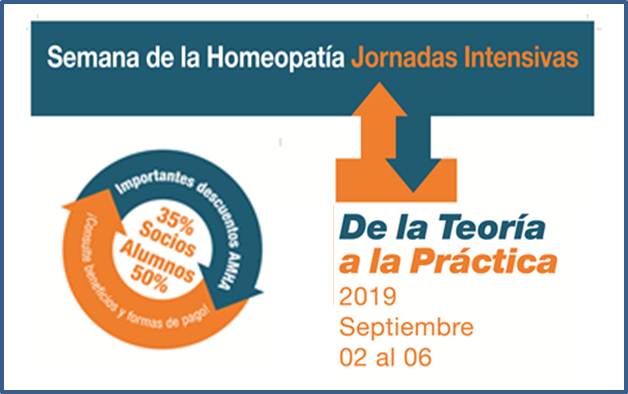 Semana de la Homeopatía Jornadas Intensivas
Importantes descuentos AMHA
35%
Socios
Alumnos
50%
¡Consulta beneficios y formas de pago!
De la Teoría
a la Práctica
2019
Septiembre
02 al 06